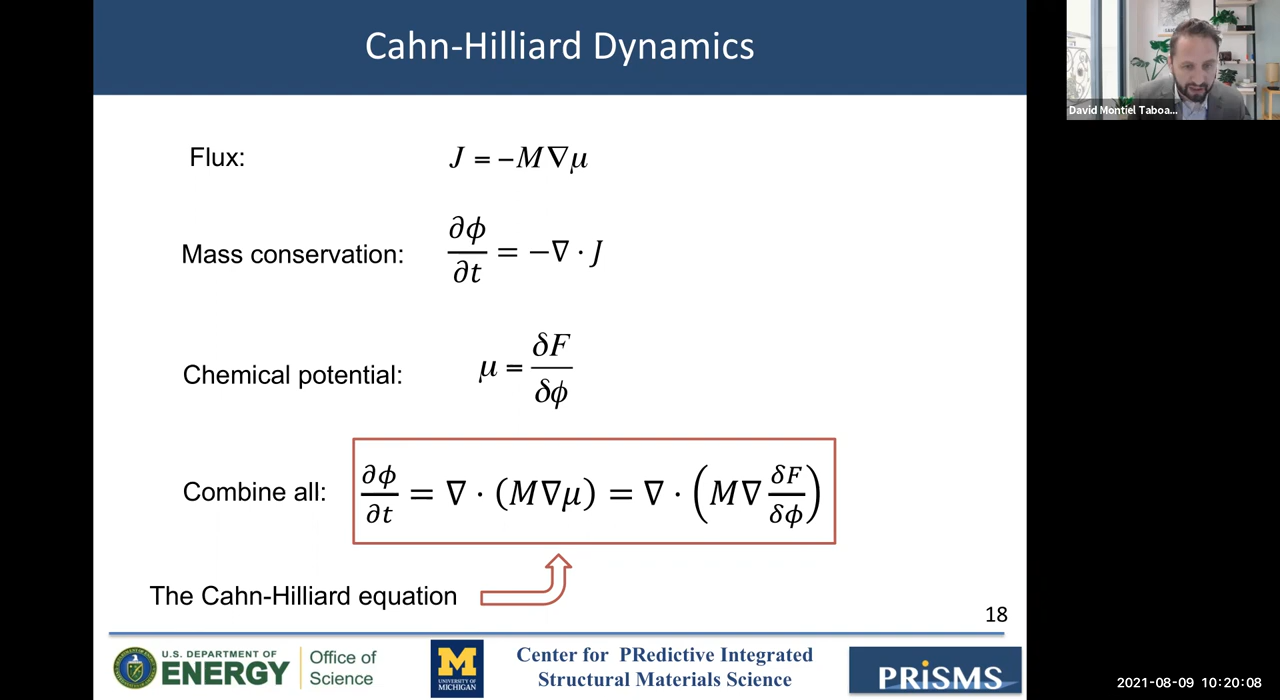 Cahn-Hilliard Dynamics
David Montiel Taboa...
Flux: J = −M∇μ
Mass conservation: ∂ϕ/∂t = −∇ · J
Chemical potential: μ = δF/δϕ
Combine all: ∂ϕ/∂t = ∇ · (M∇μ) = ∇ · (M∇ δF/δϕ)
The Cahn-Hilliard equation
18
U.S. DEPARTMENT OF
ENERGY
Office of
Science
M
UNIVERSITY OF
MICHIGAN
Center for PRedictive Integrated
Structural Materials Science
PRiSMS
2021-08-09 10:20:08